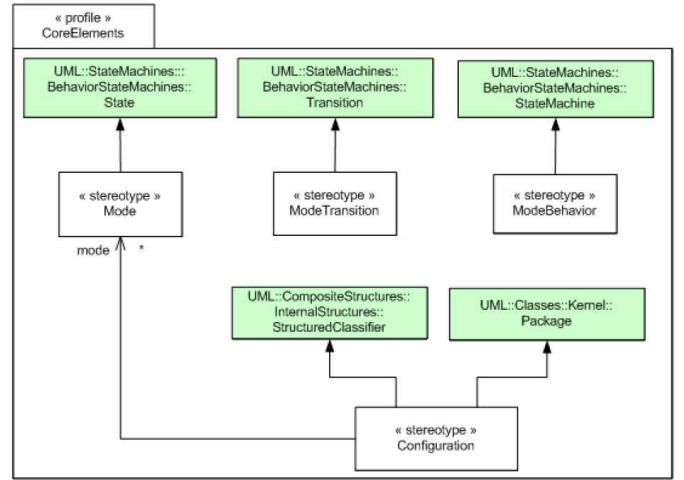 « profile »
CoreElements
UML::StateMachines:::
BehaviorStateMachines::
State
UML::StateMachines::
BehaviorStateMachines::
Transition
UML::StateMachines::
BehaviorStateMachines::
StateMachine
« stereotype »
Mode
« stereotype »
ModeTransition
« stereotype »
ModeBehavior
mode *
UML::CompositeStructures::
InternalStructures::
StructuredClassifier
UML::Classes::Kernel::
Package
« stereotype »
Configuration